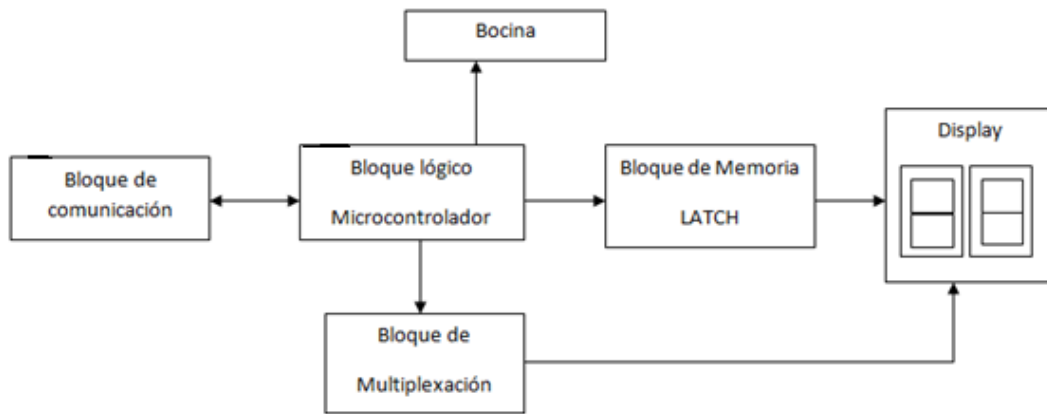 Bocina
Display
Bloque de
comunicación
Bloque lógico
Microcontrolador
Bloque de Memoria
LATCH
Bloque de
Multiplexación